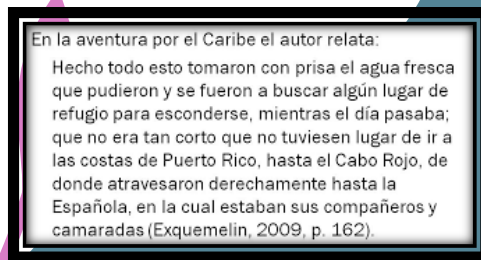 En la aventura por el Caribe el autor relata:
Hecho todo esto tomaron con prisa el agua fresca
que pudieron y se fueron a buscar algún lugar de
refugio para esconderse, mientras el día pasaba;
que no era tan corto que no tuviesen lugar de ir a
las costas de Puerto Rico, hasta el Cabo Rojo, de
donde atravesaron derechamente hasta la
Española, en la cual estaban sus compañeros y
camaradas (Exquemelin, 2009, p. 162).